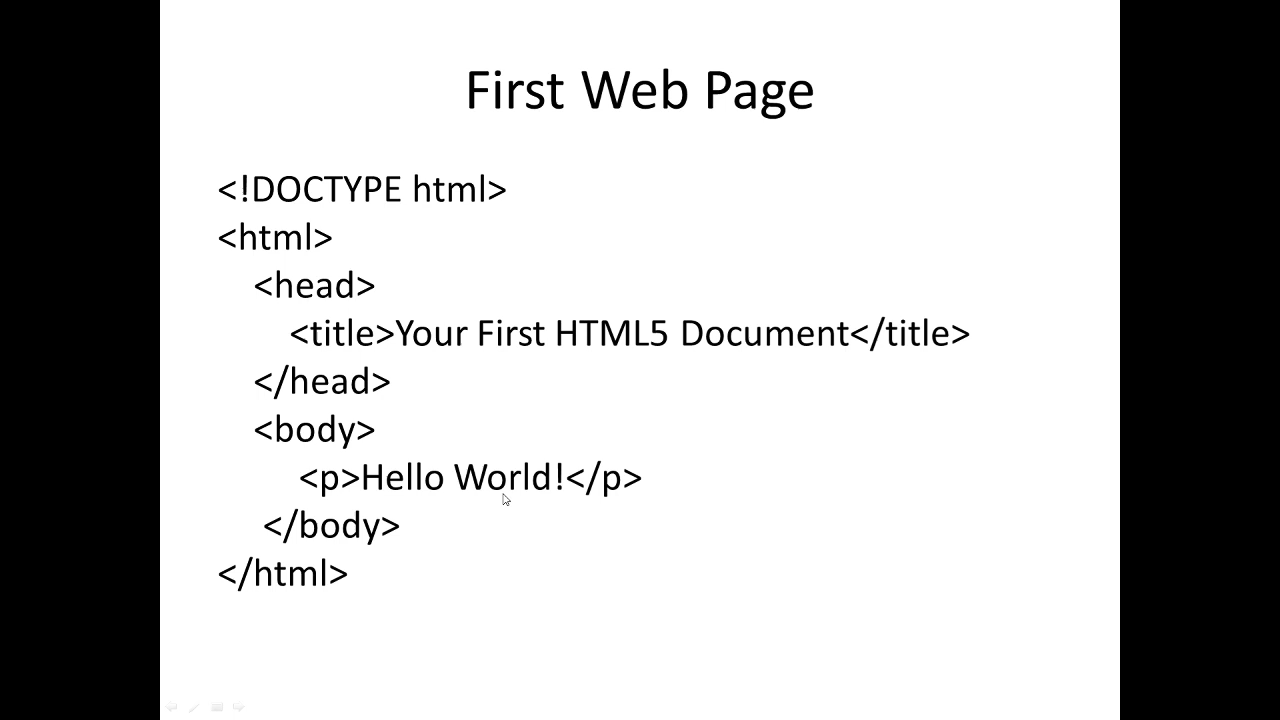 First Web Page
<!DOCTYPE html>
<html>
<head>
<title>Your First HTML5 Document</title>
</head>
<body>
<p>Hello World!</p>
</body>
</html>